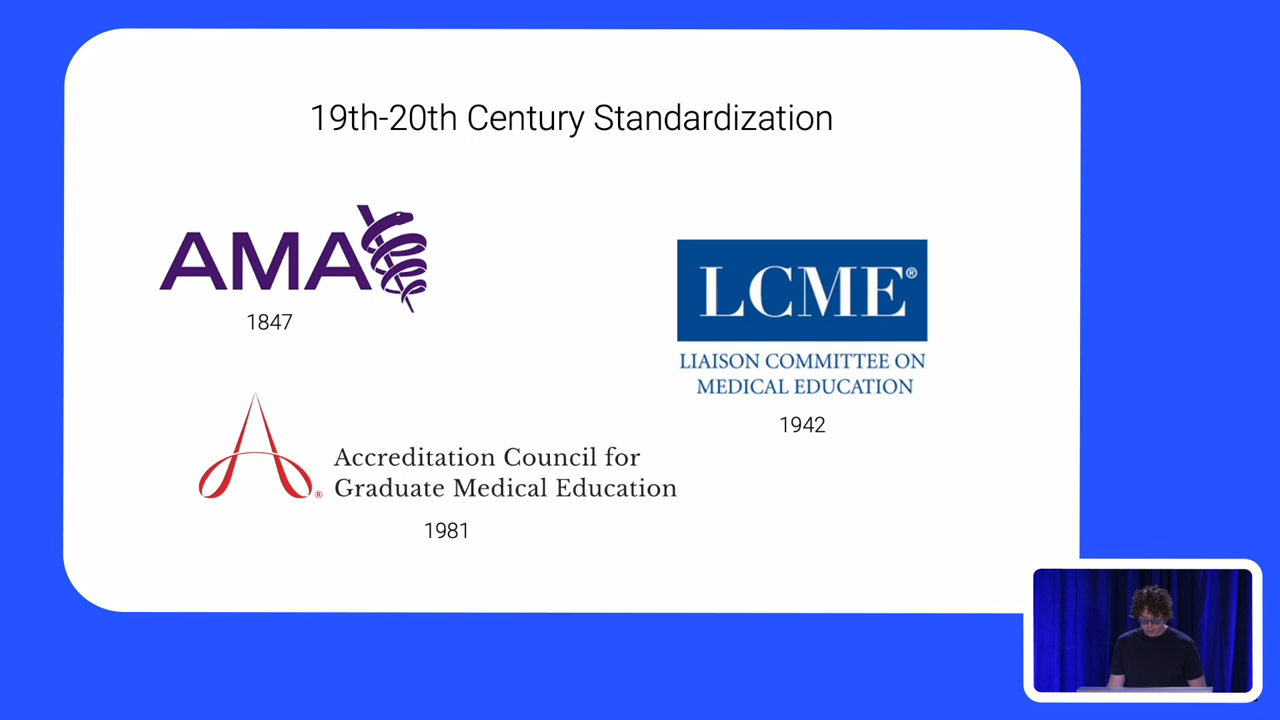 19th-20th Century Standardization
AMA
1847
LCME®
LIAISON COMMITTEE ON
MEDICAL EDUCATION
1942
Accreditation Council for
Graduate Medical Education
®
1981